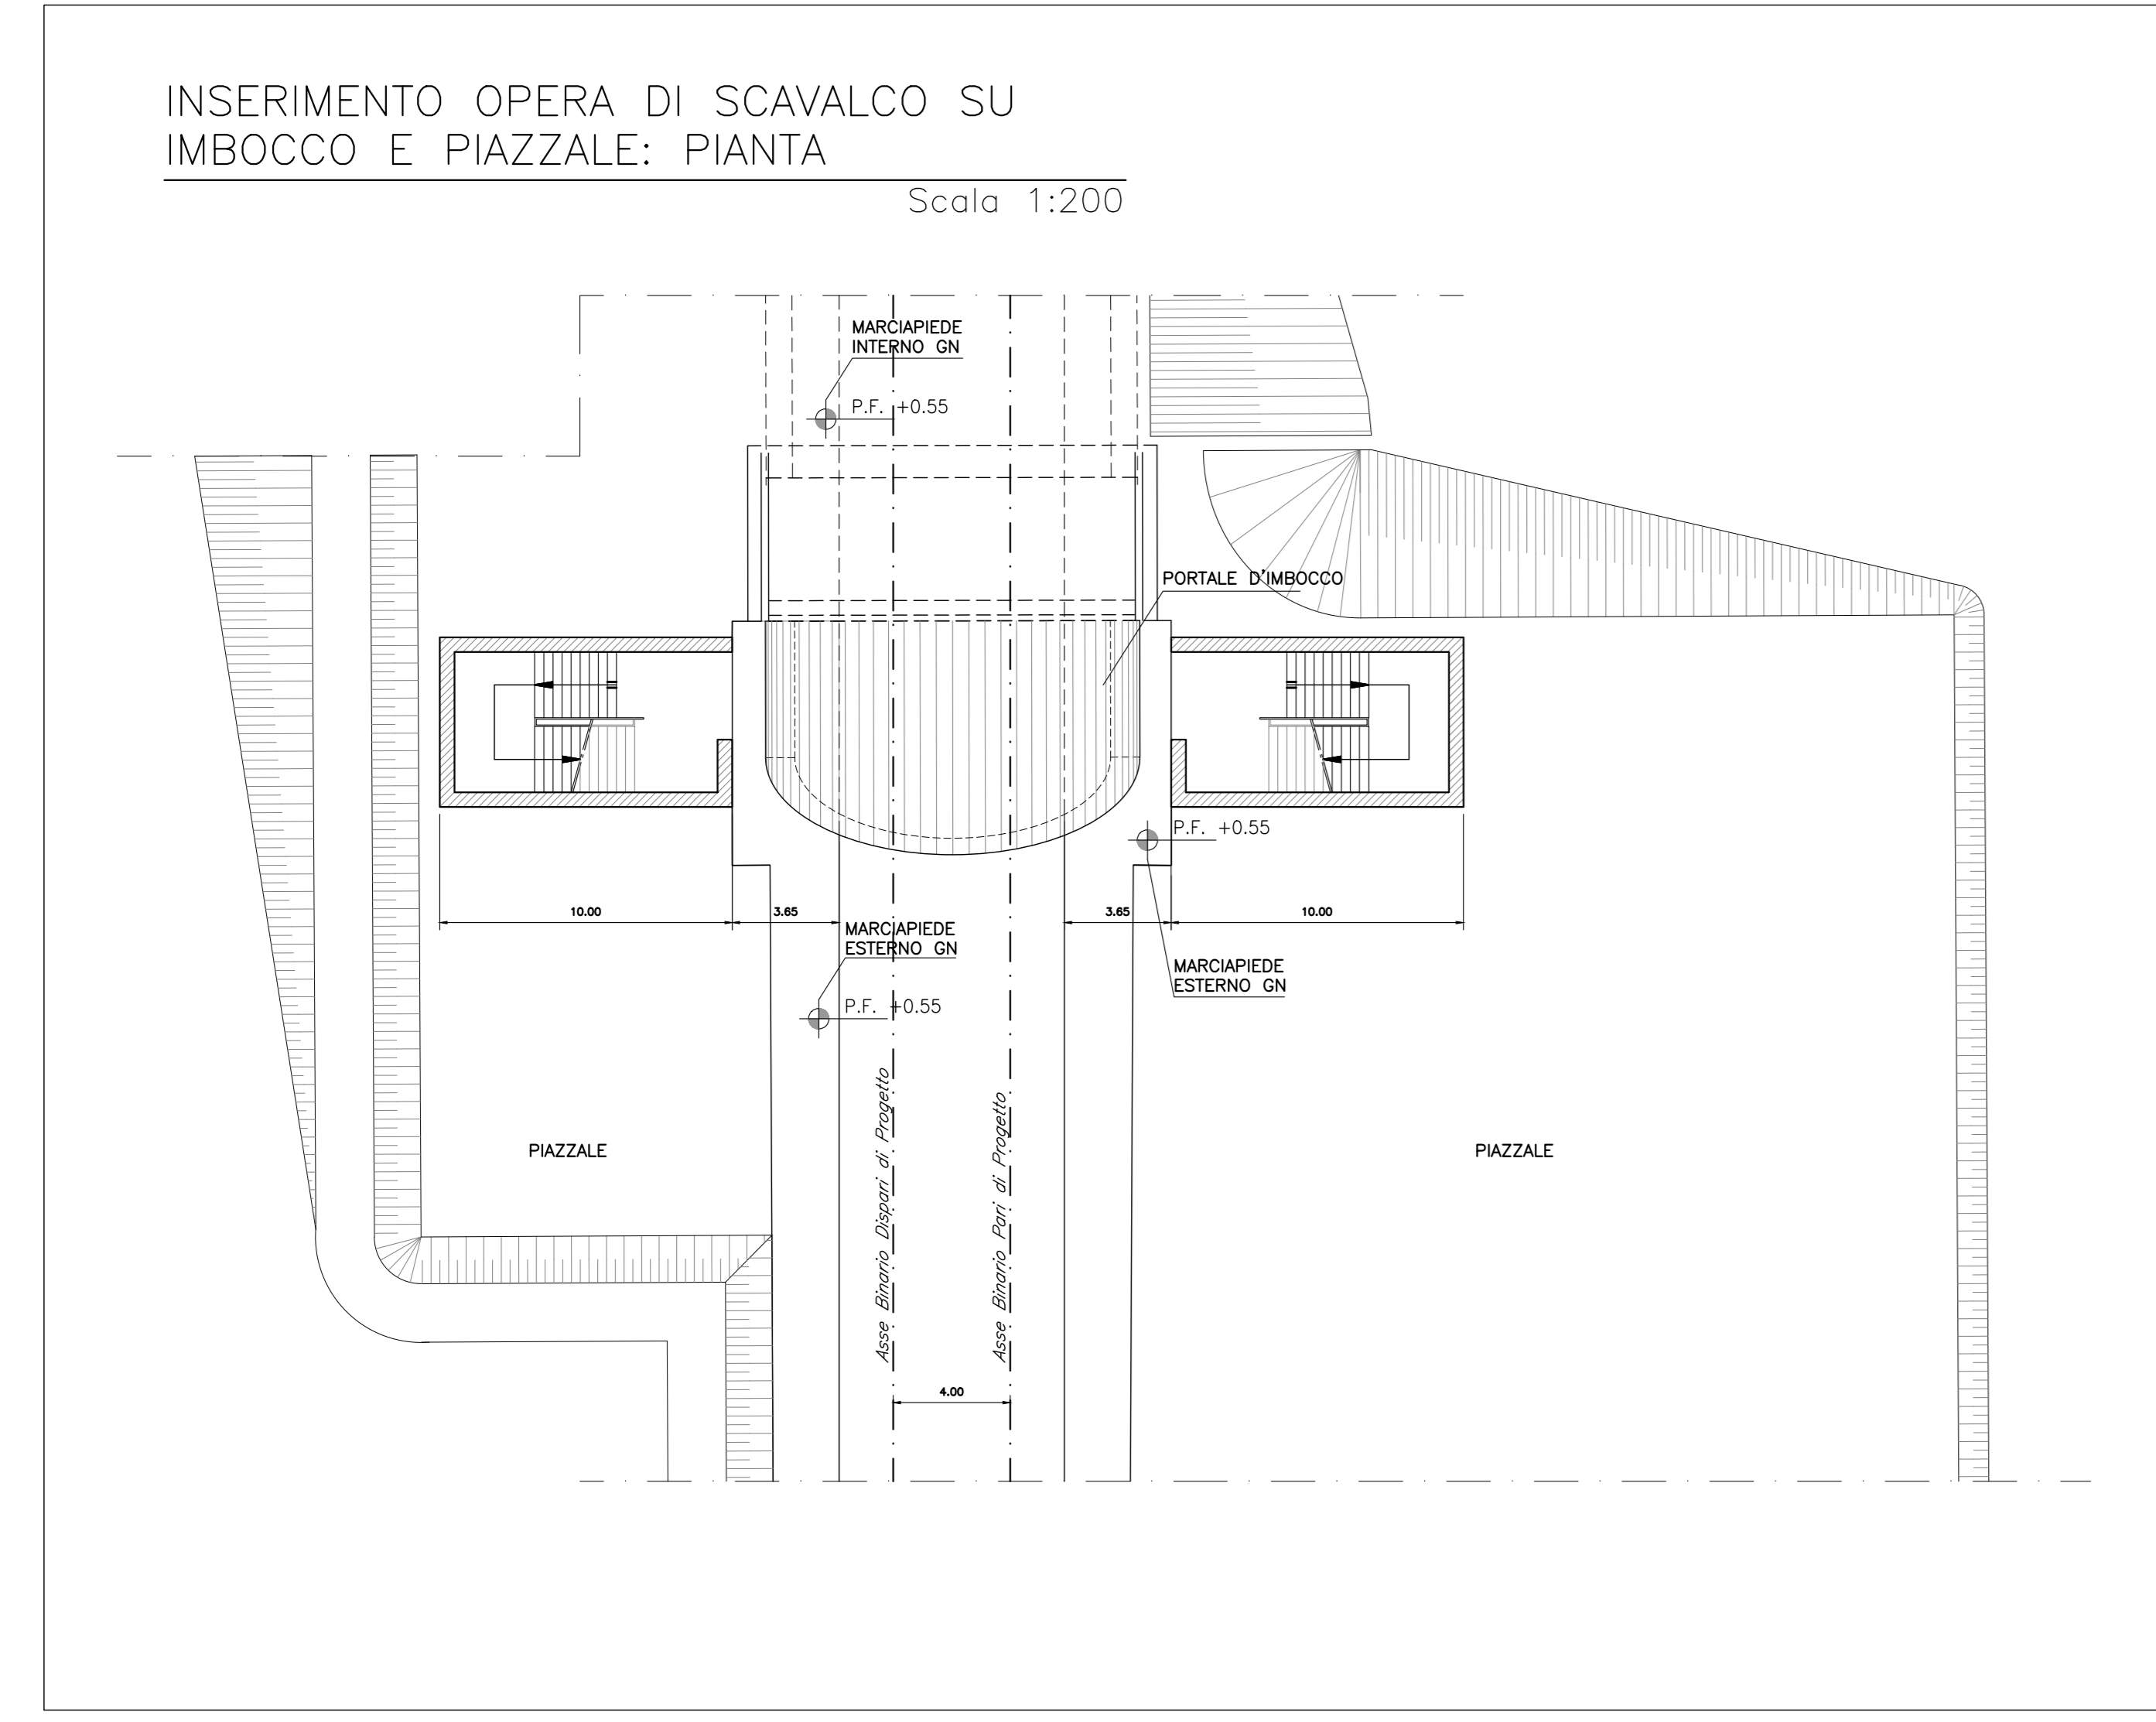 INSERIMENTO OPERA DI SCAVALCO SU
IMBOCCO E PIAZZALE: PIANTA
Scala 1:200
MARCIAPIEDE
INTERNO GN
P.F. +0.55
PORTALE D'IMBOCCO
P.F. +0.55
10.00
3.65
3.65
10.00
MARCIAPIEDE
ESTERNO GN
MARCIAPIEDE
ESTERNO GN
P.F. +0.55
Asse Binario Dispari di Progetto
Asse Binario Pari di Progetto
PIAZZALE
PIAZZALE
4.00